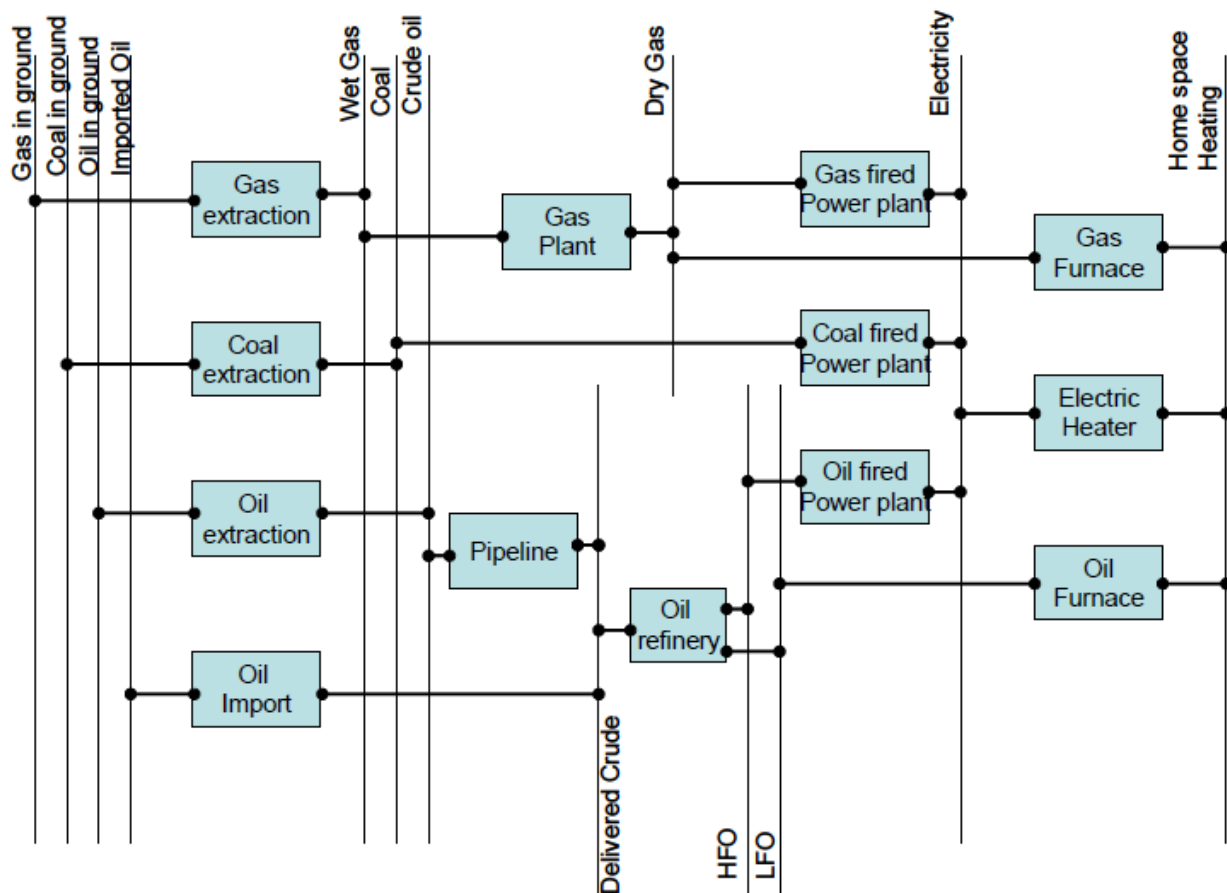 Gas in ground
Coal in ground
Oil in ground
Imported Oil
Wet Gas
Coal
Crude oil
Dry Gas
Electricity
Home space
Heating
Gas
extraction
Gas
Plant
Gas fired
Power plant
Gas
Furnace
Coal
extraction
Coal fired
Power plant
Electric
Heater
Oil
extraction
Pipeline
Oil fired
Power plant
Oil
refinery
Oil
Furnace
Oil
Import
Delivered Crude
HFO
LFO